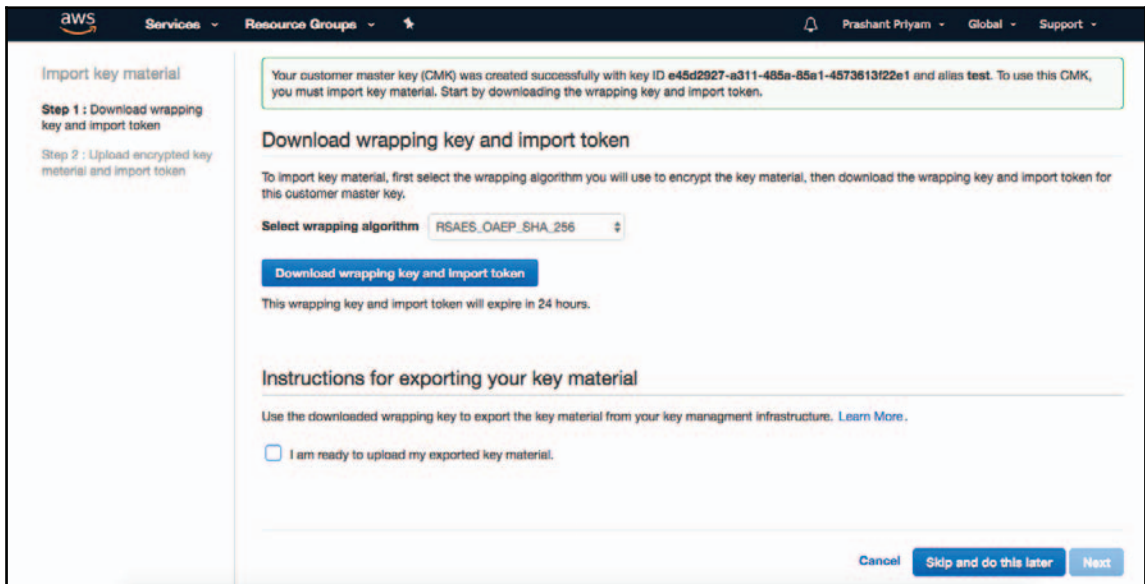 aws Services Resource Groups Prashant Priyam Global Support
Import key material
Step 1 : Download wrapping
key and import token
Step 2 : Upload encrypted key
meterial and import token
Your customer master key (CMK) was created successfully with key ID e45d2927-a311-485a-85a1-4573613f22e1 and alias test. To use this CMK,
you must import key material. Start by downloading the wrapping key and import token.
Download wrapping key and import token
To import key material, first select the wrapping algorithm you will use to encrypt the key material, then download the wrapping key and import token for
this customer master key.
Select wrapping algorithm RSAES_OAEP_SHA_256
Download wrapping key and import token
This wrapping key and import token will expire in 24 hours.
Instructions for exporting your key material
Use the downloaded wrapping key to export the key material from your key managment infrastructure. Learn More.
I am ready to upload my exported key material.
Cancel Skip and do this later Next